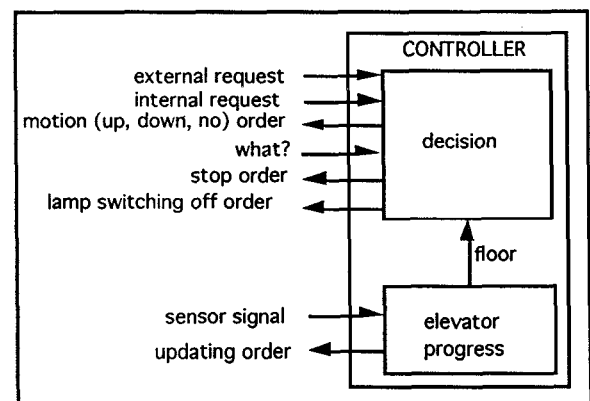 CONTROLLER
external request
internal request
motion (up, down, no) order
what?
stop order
lamp switching off order
decision
floor
sensor signal
updating order
elevator
progress